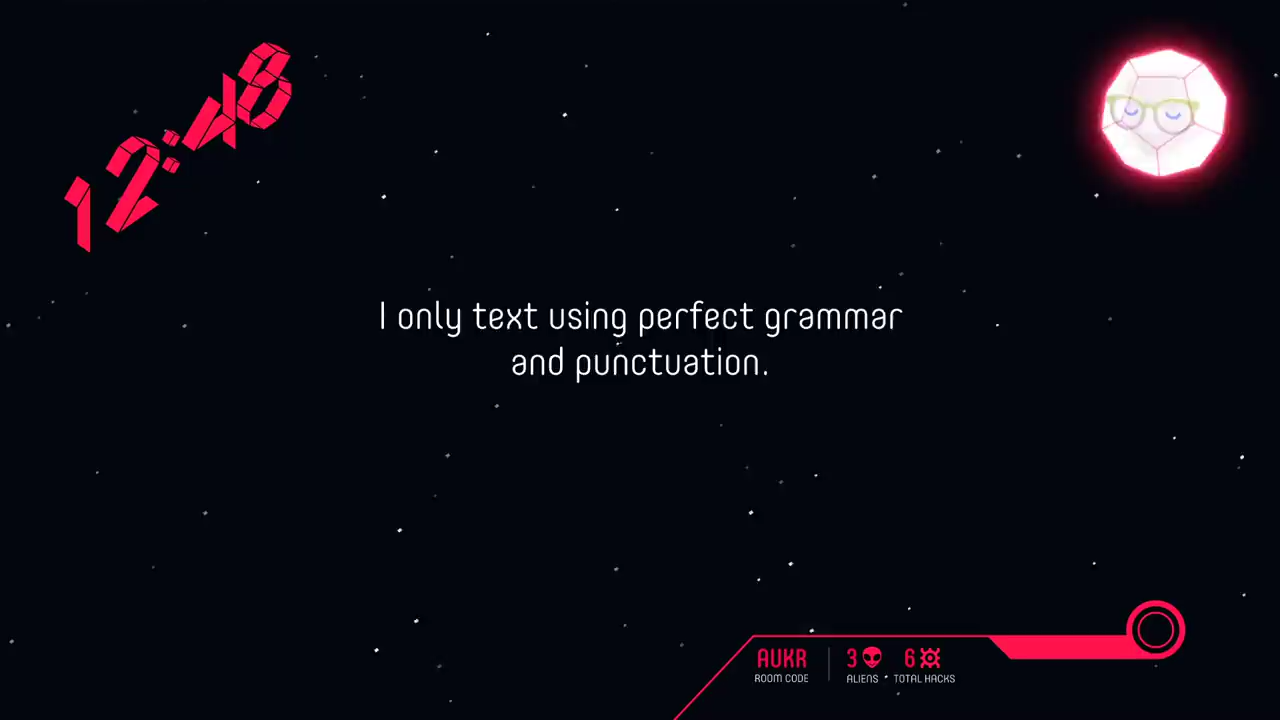 12:48
I only text using perfect grammar
and punctuation.
AUKR
ROOM CODE
3
ALIENS
6
TOTAL HACKS